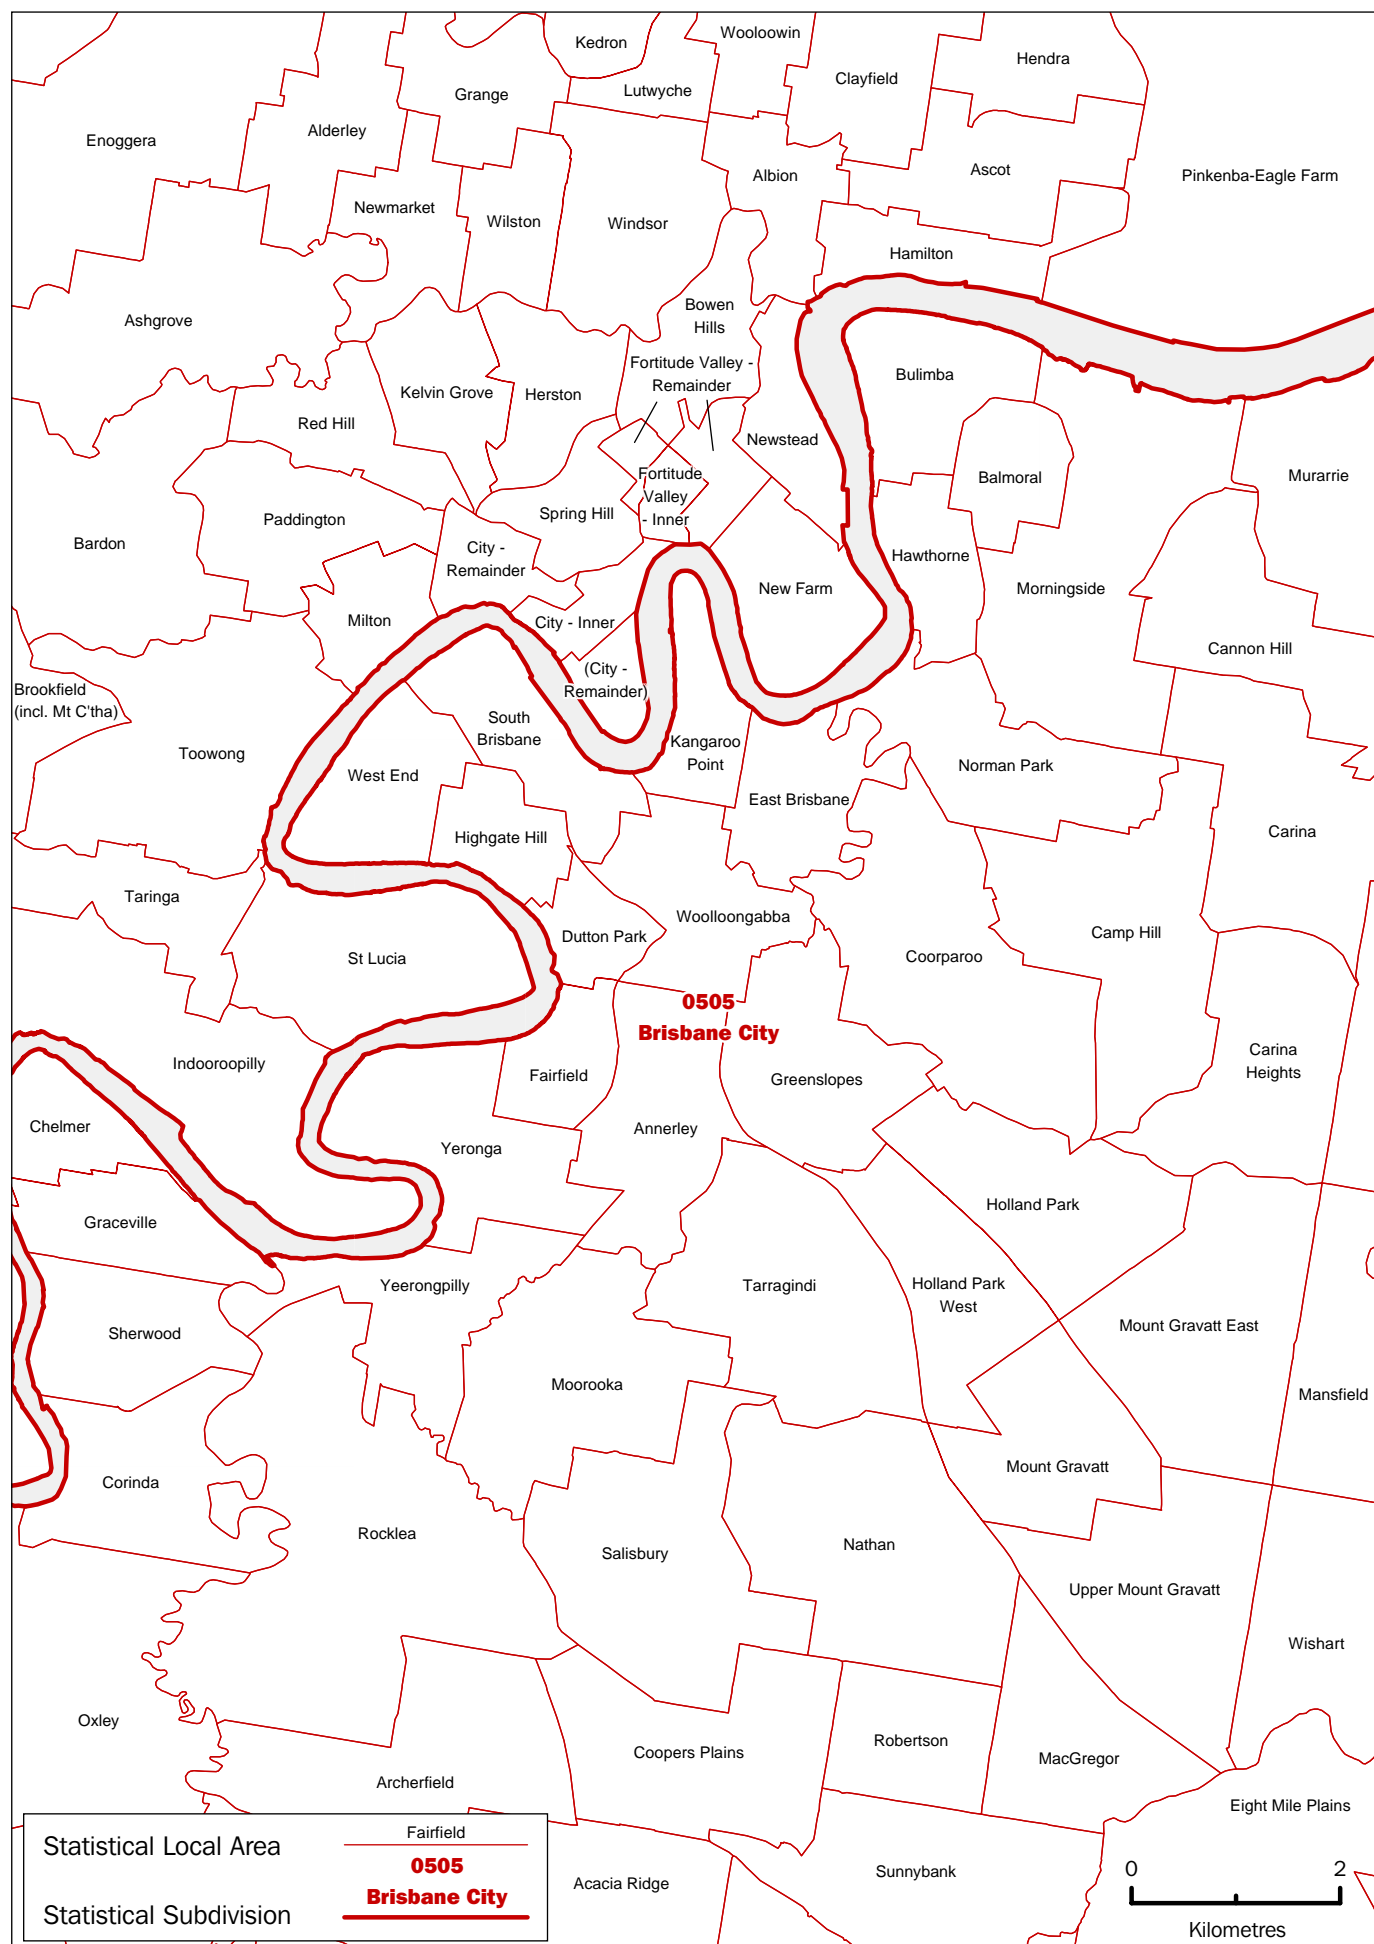 Kedron
Wooloowin
Hendra
Clayfield
Lutwyche
Grange
Alderley
Enoggera
Ascot
Albion
Pinkenba-Eagle Farm
Newmarket
Wilston
Windsor
Hamilton
Bowen
Hills
Ashgrove
Fortitude Valley -
Remainder
Bulimba
Kelvin Grove
Herston
Red Hill
Newstead
Fortitude
Valley
- Inner
Balmoral
Murarrie
Spring Hill
Paddington
Bardon
City -
Remainder
Hawthorne
New Farm
Morningside
Milton
City - Inner
Cannon Hill
(City -
Remainder)
Brookfield
(incl. Mt C'tha)
South
Brisbane
Kangaroo
Point
Toowong
West End
Norman Park
East Brisbane
Highgate Hill
Carina
Taringa
Woolloongabba
Dutton Park
Camp Hill
St Lucia
Coorparoo
0505
Brisbane City
Indooroopilly
Fairfield
Greenslopes
Carina
Heights
Chelmer
Annerley
Yeronga
Holland Park
Graceville
Yeerongpilly
Tarragindi
Holland Park
West
Sherwood
Mount Gravatt East
Moorooka
Mansfield
Corinda
Mount Gravatt
Rocklea
Salisbury
Nathan
Upper Mount Gravatt
Wishart
Oxley
Coopers Plains
Robertson
MacGregor
Archerfield
Eight Mile Plains
Acacia Ridge
Sunnybank
Statistical Local Area
Fairfield
0505
Brisbane City
Statistical Subdivision
0 2
Kilometres